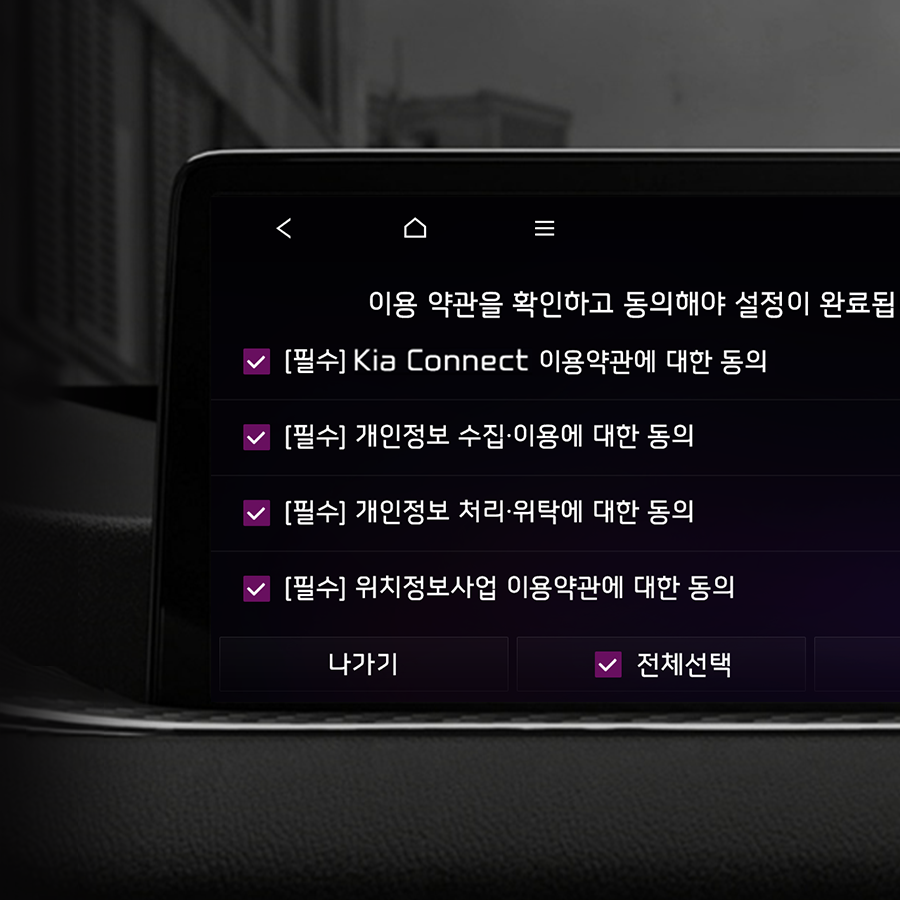 이용 약관을 확인하고 동의해야 설정이 완료됩
[필수] Kia Connect 이용약관에 대한 동의
[필수] 개인정보 수집·이용에 대한 동의
[필수] 개인정보 처리·위탁에 대한 동의
[필수] 위치정보사업 이용약관에 대한 동의
나가기 전체선택